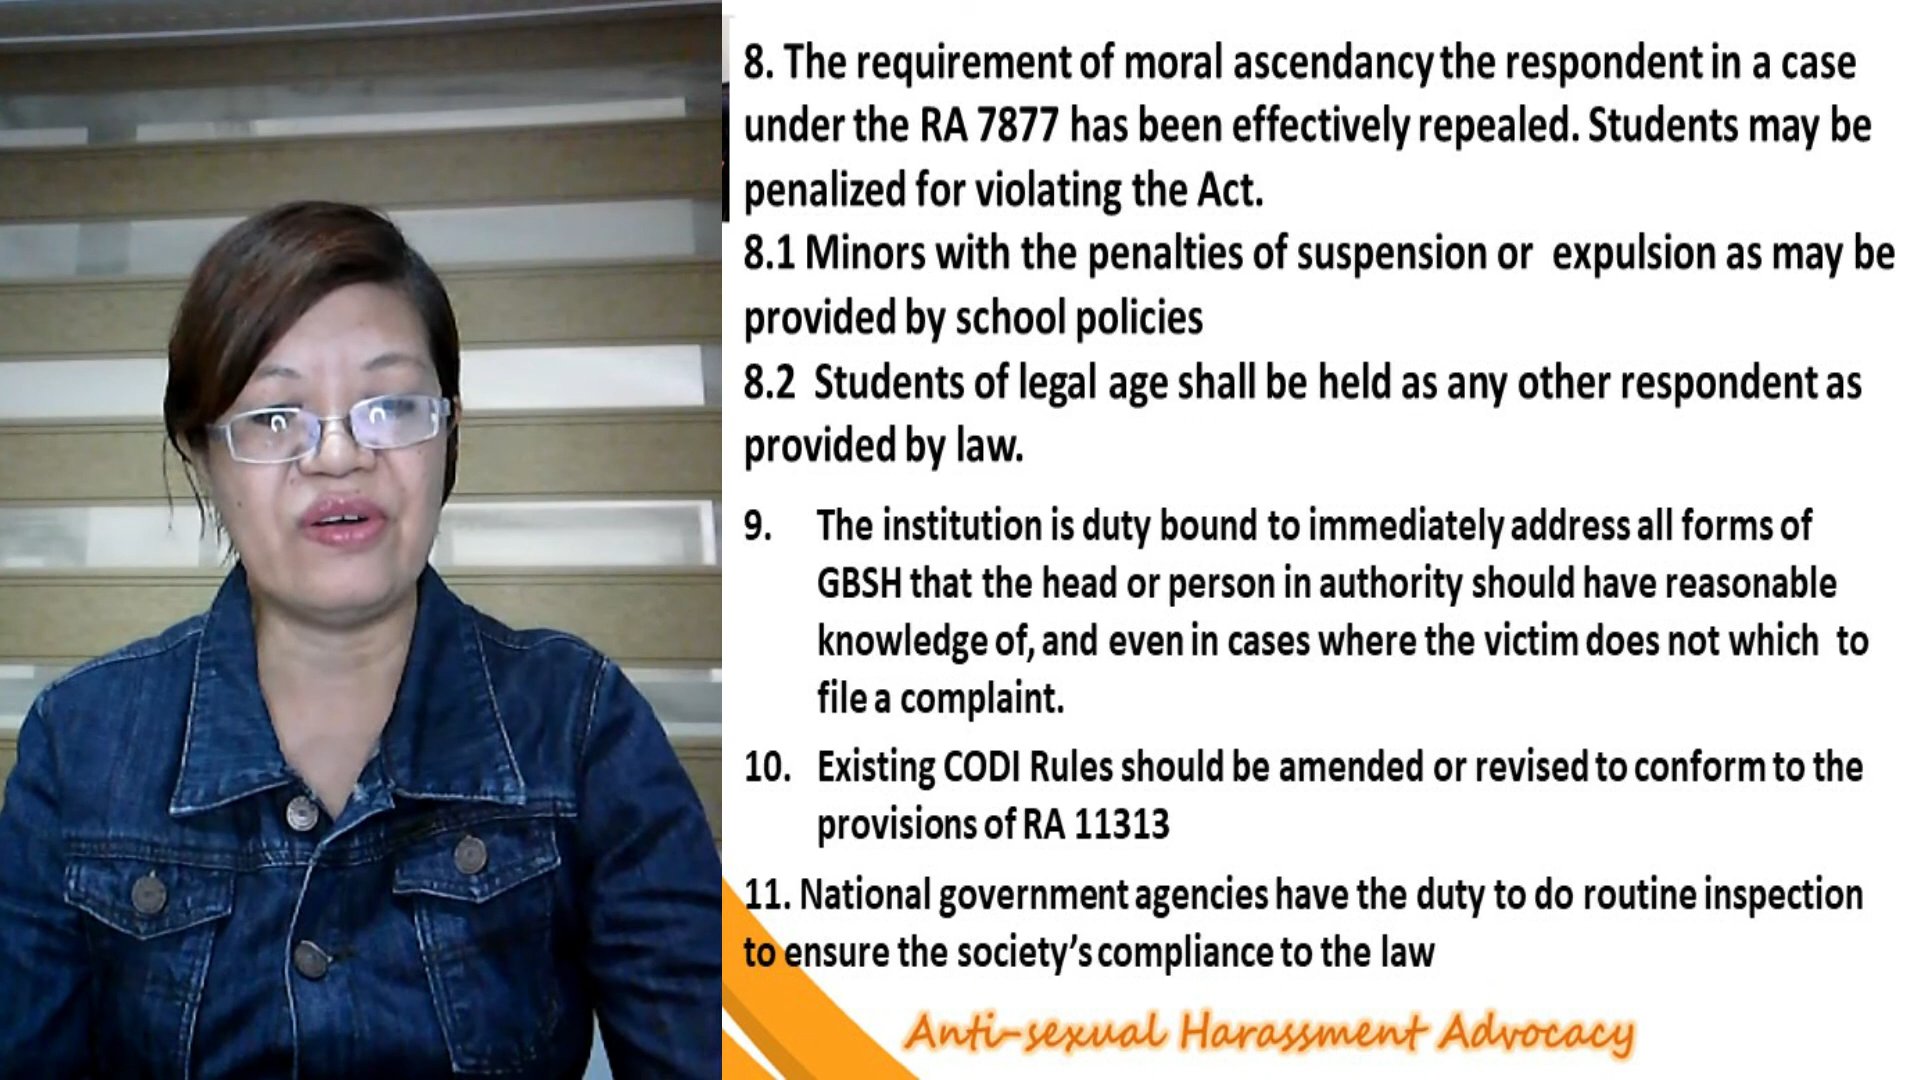 8. The requirement of moral ascendancy the respondent in a case
under the RA 7877 has been effectively repealed. Students may be
penalized for violating the Act.
8.1 Minors with the penalties of suspension or expulsion as may be
provided by school policies
8.2 Students of legal age shall be held as any other respondent as
provided by law.
9. The institution is duty bound to immediately address all forms of
GBSH that the head or person in authority should have reasonable
knowledge of, and even in cases where the victim does not which to
file a complaint.
10. Existing CODI Rules should be amended or revised to conform to the
provisions of RA 11313
11. National government agencies have the duty to do routine inspection
to ensure the society's compliance to the law
Anti-sexual Harassment Advocacy